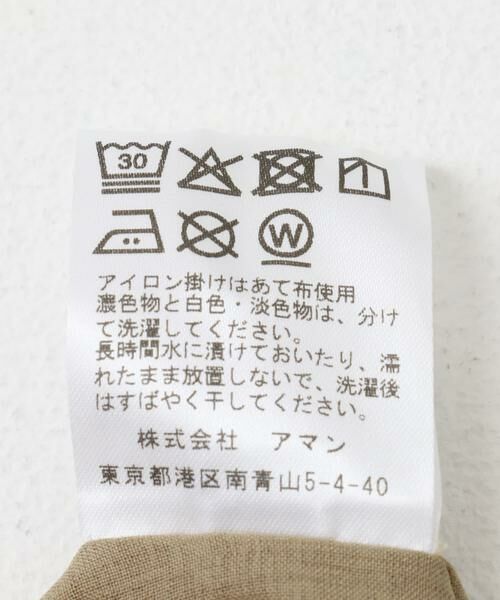 30
W
アイロン掛けはあて布使用
濃色物と白色・淡色物は、分け
て洗濯してください。
長時間水に漬けておいたり、濡
れたまま放置しないで、洗濯後
はすばやく干してください。
株式会社 アマン
東京都港区南青山5-4-40